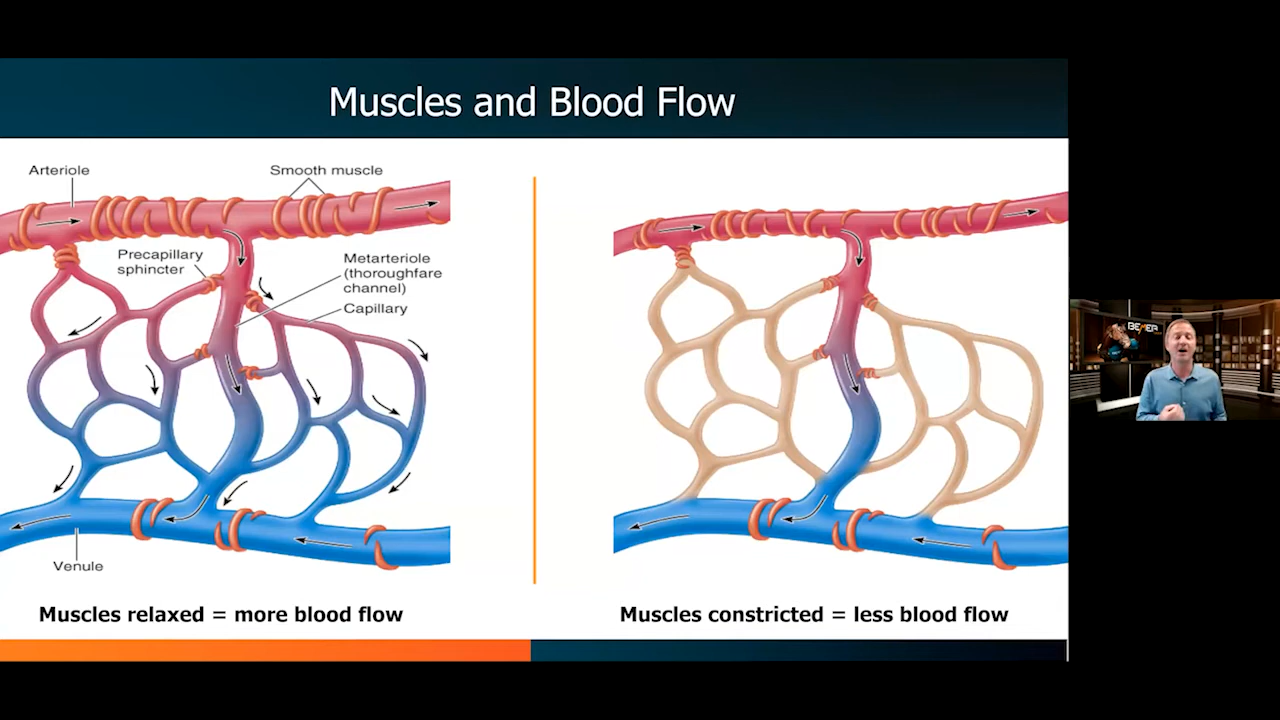 Muscles and Blood Flow
Arteriole
Smooth muscle
Precapillary
sphincter
Metarteriole
(thoroughfare
channel)
Capillary
Venule
Muscles relaxed = more blood flow
Muscles constricted = less blood flow
BEMER